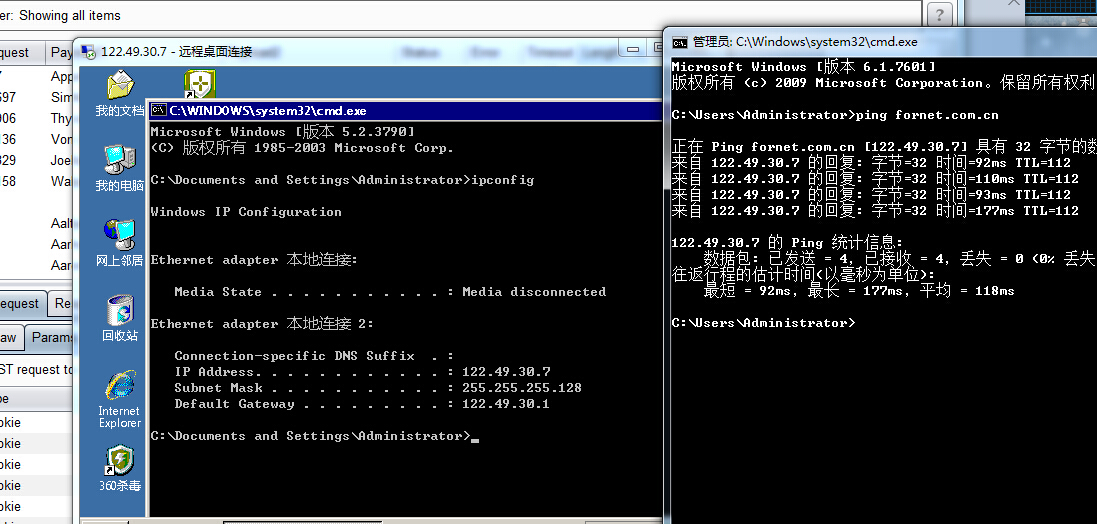 er: Showing all items
?
quest
Pay
7
App
697
Sim
906
Thy
136
Von
329
Joe
158
Wa
Aalt
Aar
Aar
equest
Re
aw
Params
ST request to
pe
okie
okie
okie
okie
okie
122.49.30.7 - 远程桌面连接
我的文档
我的电脑
网上邻居
回收站
Internet
Explorer
360杀毒
C:\WINDOWS\system32\cmd.exe
Microsoft Windows [版本 5.2.3790]
(C) 版权所有 1985-2003 Microsoft Corp.
C:\Documents and Settings\Administrator>ipconfig
Windows IP Configuration
Ethernet adapter 本地连接:
Media State . . . . . . . . . . . : Media disconnected
Ethernet adapter 本地连接 2:
Connection-specific DNS Suffix  . :
IP Address. . . . . . . . . . . . : 122.49.30.7
Subnet Mask . . . . . . . . . . . : 255.255.255.128
Default Gateway . . . . . . . . . : 122.49.30.1
C:\Documents and Settings\Administrator>_
管理员: C:\Windows\system32\cmd.exe
Microsoft Windows [版本 6.1.7601]
版权所有 (c) 2009 Microsoft Corporation。保留所有权利
C:\Users\Administrator>ping fornet.com.cn
正在 Ping fornet.com.cn [122.49.30.7] 具有 32 字节的数
来自 122.49.30.7 的回复: 字节=32 时间=92ms TTL=112
来自 122.49.30.7 的回复: 字节=32 时间=110ms TTL=112
来自 122.49.30.7 的回复: 字节=32 时间=93ms TTL=112
来自 122.49.30.7 的回复: 字节=32 时间=177ms TTL=112
122.49.30.7 的 Ping 统计信息:
数据包: 已发送 = 4, 已接收 = 4, 丢失 = 0 (0% 丢失
往返行程的估计时间(以毫秒为单位):
最短 = 92ms, 最长 = 177ms, 平均 = 118ms
C:\Users\Administrator>